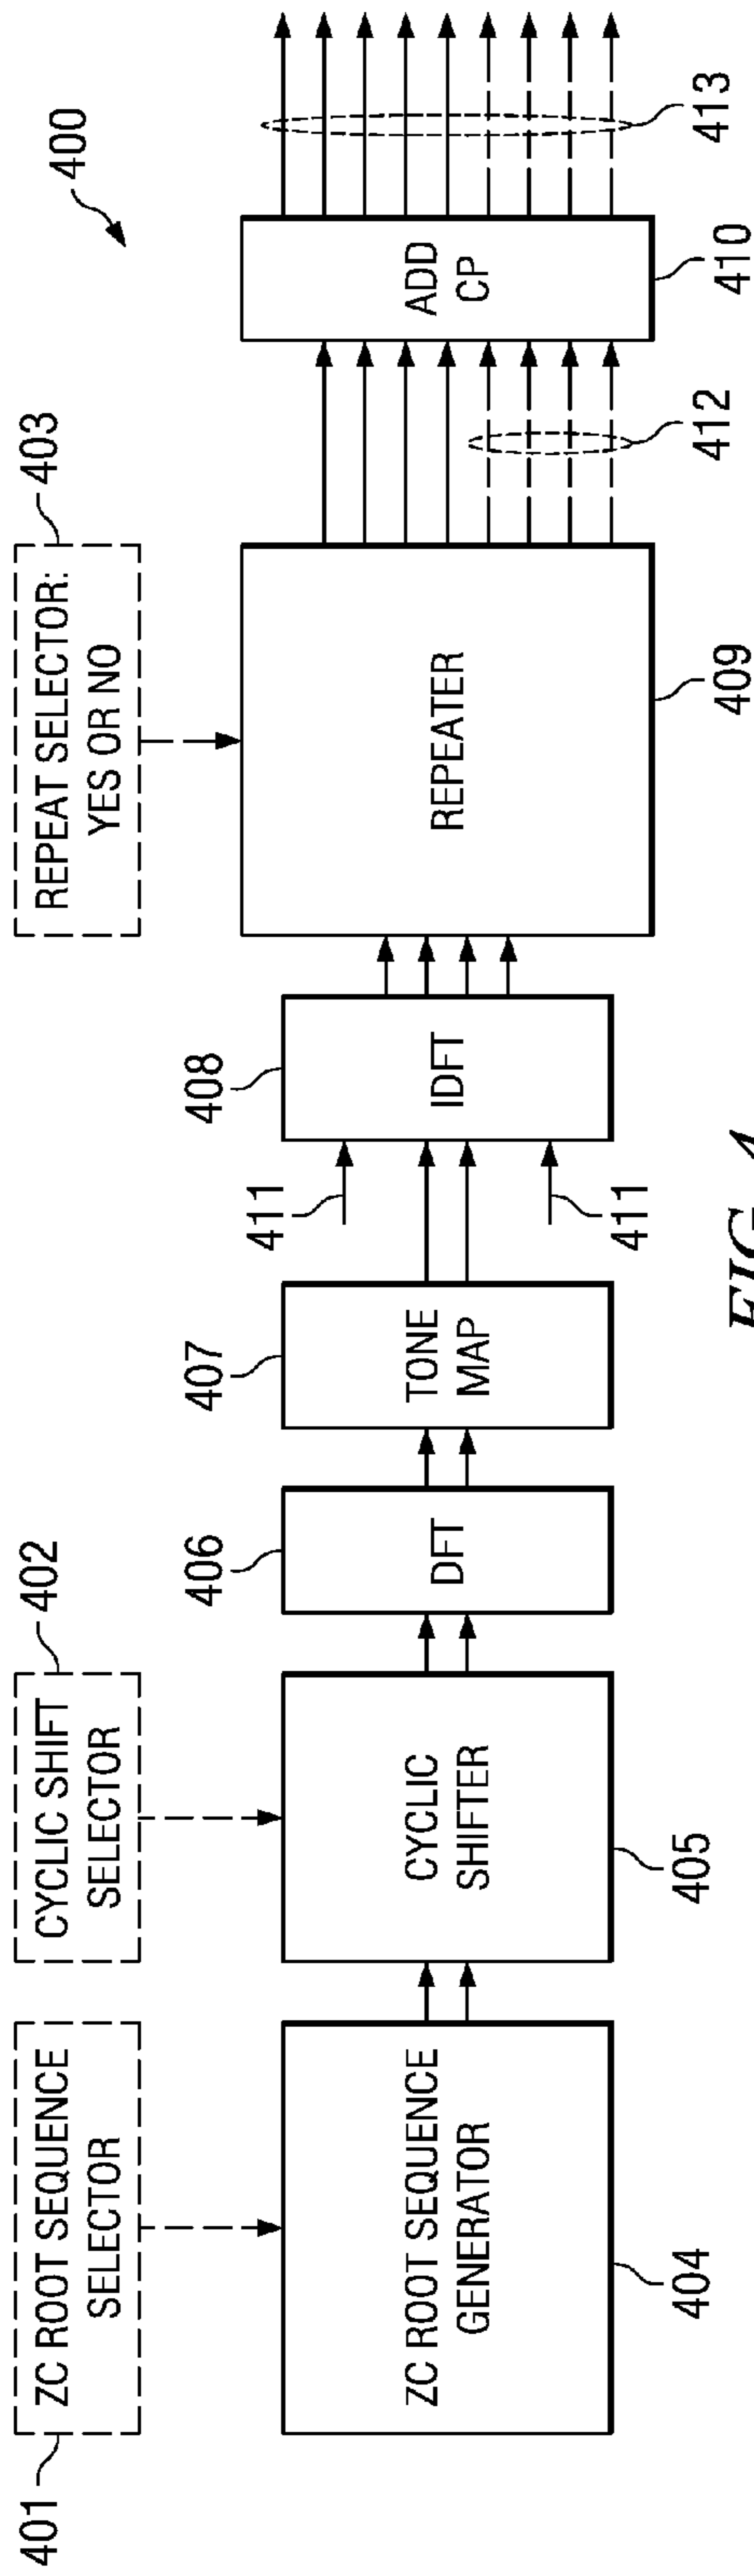 400
401
ZC ROOT SEQUENCE
SELECTOR
402
CYCLIC SHIFT
SELECTOR
403
REPEAT SELECTOR:
YES OR NO
ZC ROOT SEQUENCE
GENERATOR
404
CYCLIC
SHIFTER
405
DFT
406
TONE
MAP
407
411
411
IDFT
408
REPEATER
409
412
ADD
CP
410
413